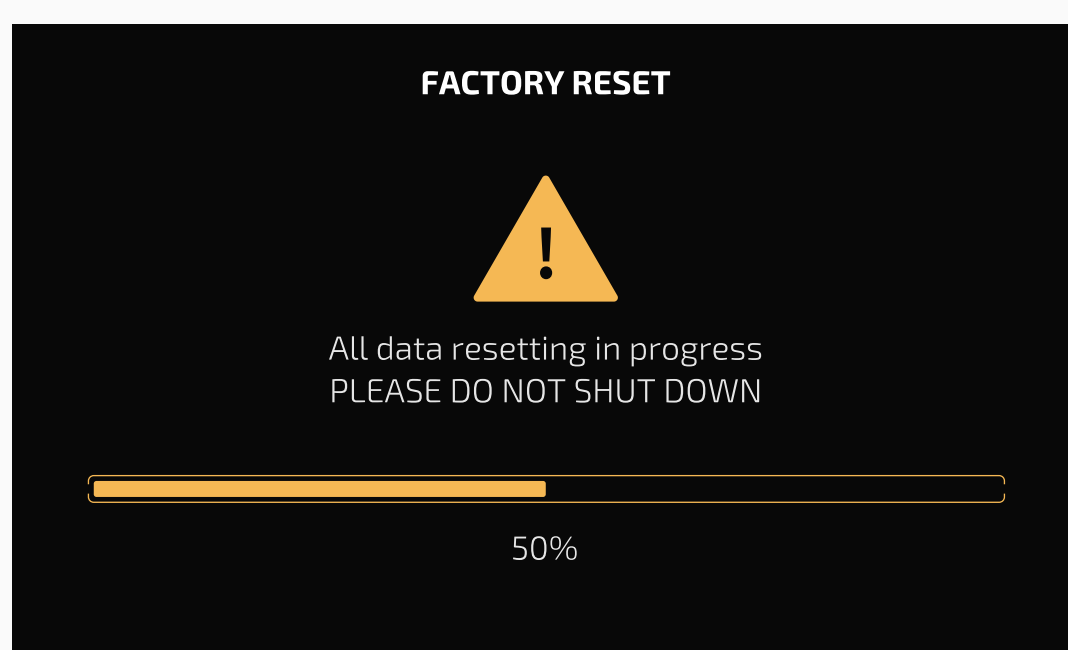 FACTORY RESET
!
All data resetting in progress
PLEASE DO NOT SHUT DOWN
50%